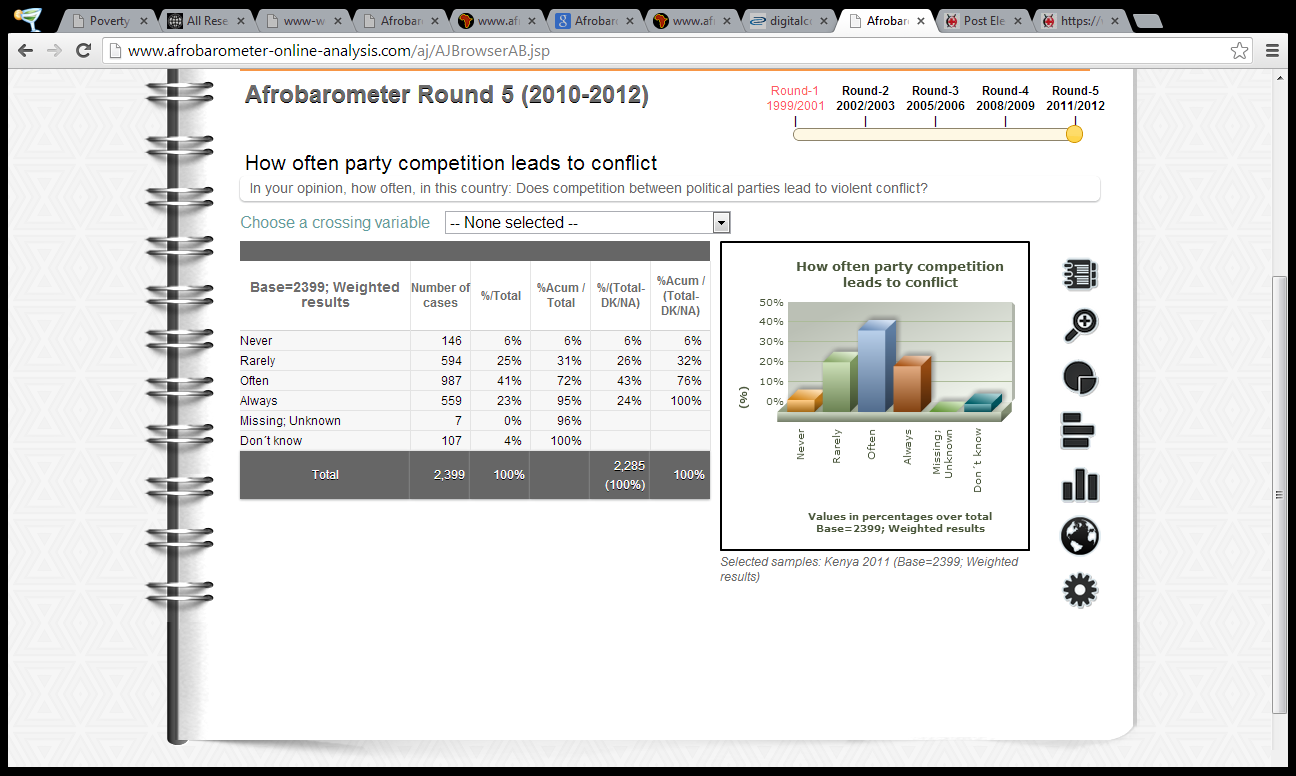 Poverty
All Rese
www-w
Afrobar
www.afr
Afrobar
www.afr
digitalc
Afrobar
Post Ele
https://
www.afrobarometer-online-analysis.com/aj/AJBrowserAB.jsp
Afrobarometer Round 5 (2010-2012)
Round-1 Round-2 Round-3 Round-4 Round-5
1999/2001 2002/2003 2005/2006 2008/2009 2011/2012
How often party competition leads to conflict
In your opinion, how often, in this country: Does competition between political parties lead to violent conflict?
Choose a crossing variable -- None selected --
Base=2399; Weighted results Number of cases %/Total %Acum / Total %/(Total-DK/NA) %Acum / (Total-DK/NA)
Never 146 6% 6% 6% 6%
Rarely 594 25% 31% 26% 32%
Often 987 41% 72% 43% 76%
Always 559 23% 95% 24% 100%
Missing; Unknown 7 0% 96%
Don´t know 107 4% 100%
Total 2,399 100% 2,285 (100%) 100%
How often party competition
leads to conflict
50%
40%
30%
20%
10%
0%
(%)
Never
Rarely
Often
Always
Missing;
Unknown
Don´t know
Values in percentages over total
Base=2399; Weighted results
Selected samples: Kenya 2011 (Base=2399; Weighted
results)